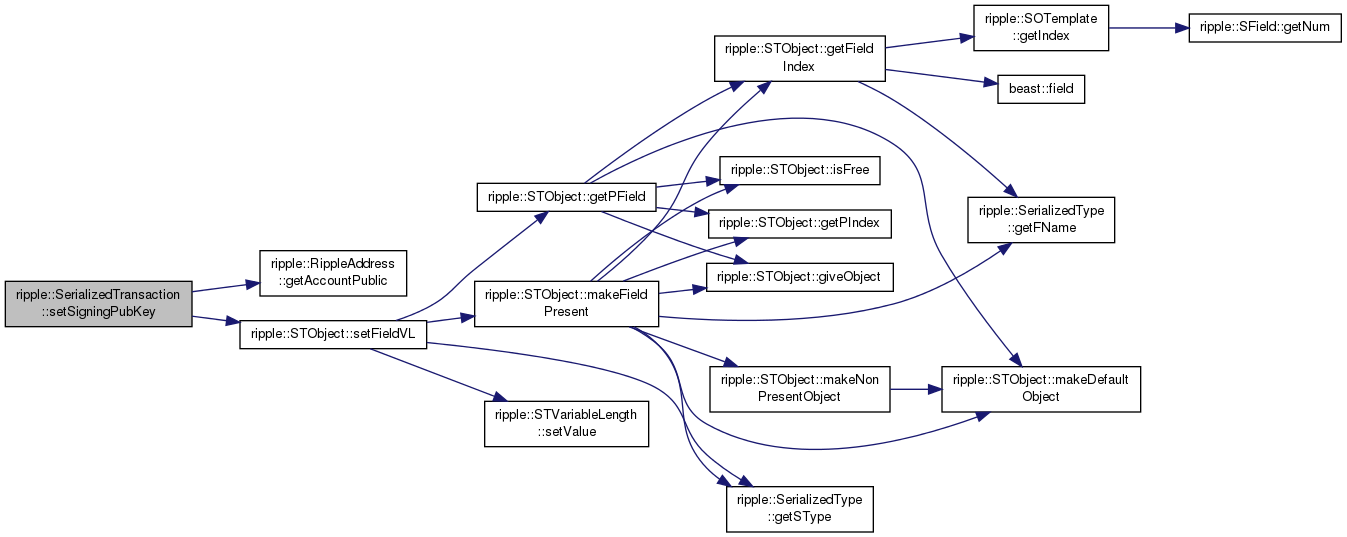 ripple::SerializedTransaction
::setSigningPubKey
ripple::RippleAddress
::getAccountPublic
ripple::STObject::setFieldVL
ripple::STObject::getPField
ripple::STObject::makeField
Present
ripple::STVariableLength
::setValue
ripple::STObject::getField
Index
ripple::STObject::isFree
ripple::STObject::getPIndex
ripple::STObject::giveObject
ripple::STObject::makeNon
PresentObject
ripple::SerializedType
::getSType
ripple::SOTemplate
::getIndex
beast::field
ripple::SerializedType
::getFName
ripple::STObject::makeDefault
Object
ripple::SField::getNum